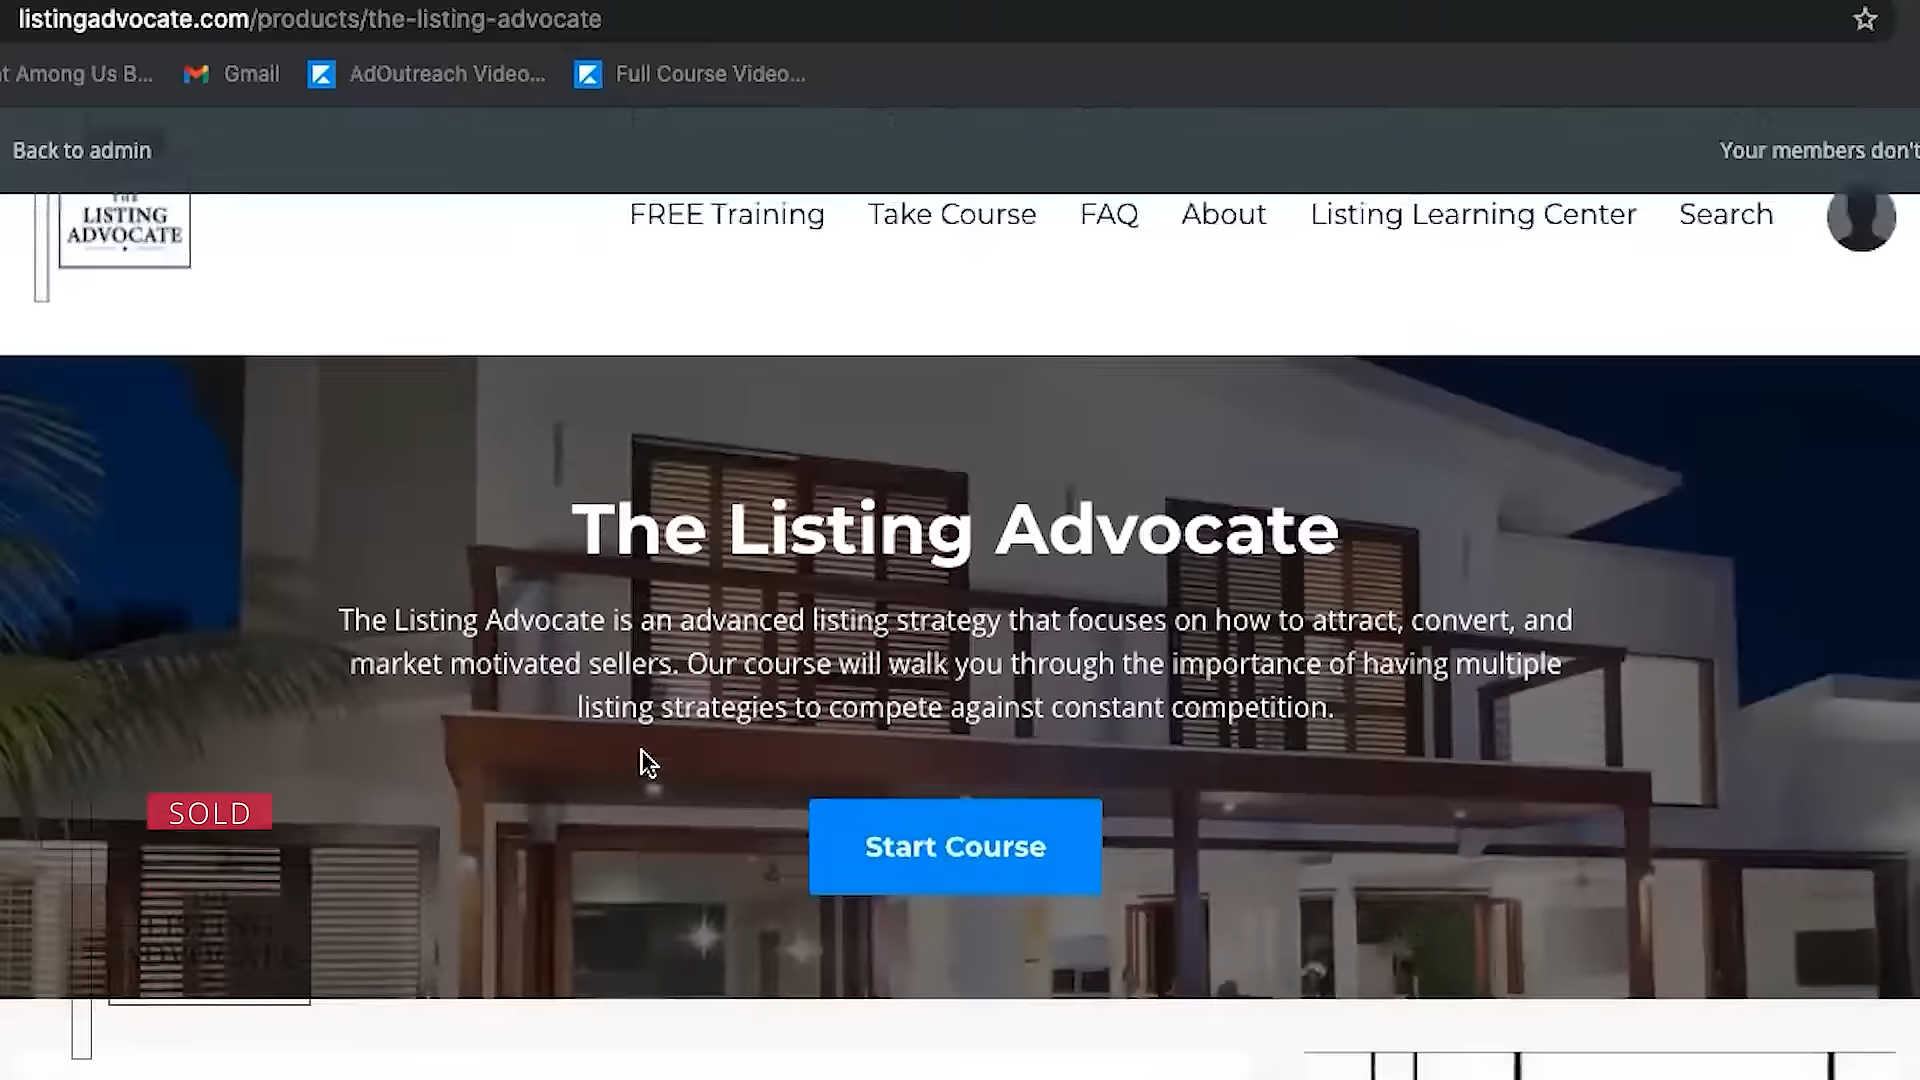 listingadvocate.com/products/the-listing-advocate
t Among Us B...
Gmail
AdOutreach Video...
Full Course Video...
Back to admin
Your members don't
THE
LISTING
ADVOCATE
FREE Training
Take Course
FAQ
About
Listing Learning Center
Search
The Listing Advocate
The Listing Advocate is an advanced listing strategy that focuses on how to attract, convert, and
market motivated sellers. Our course will walk you through the importance of having multiple
listing strategies to compete against constant competition.
Start Course
SOLD